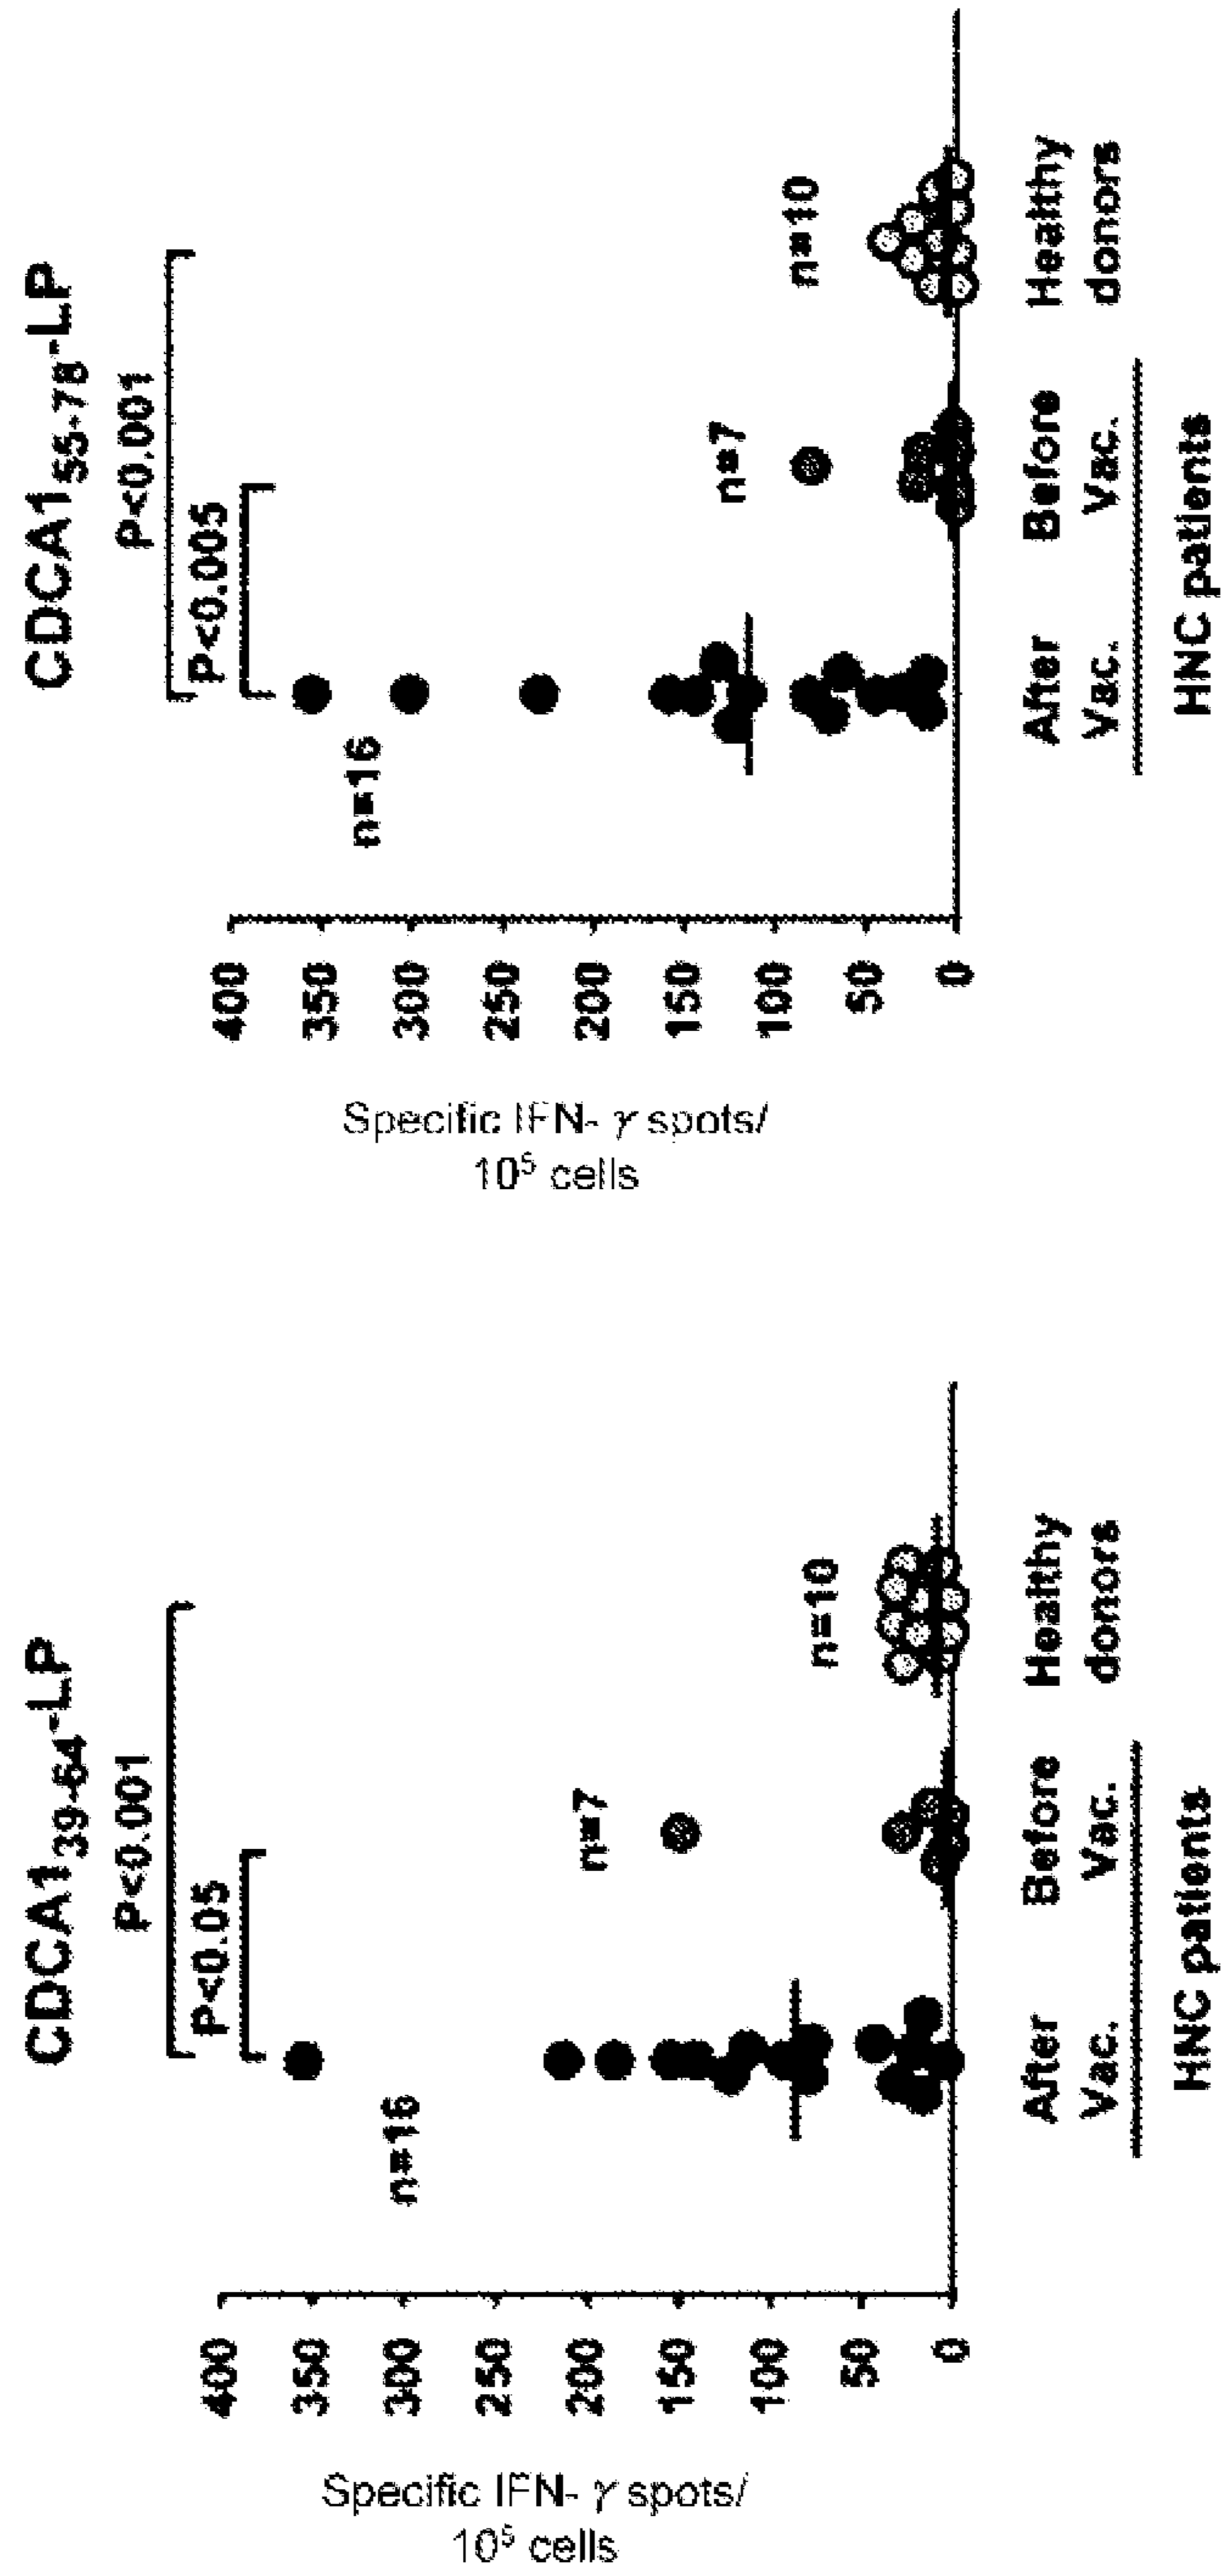 CDCA1₃₉₋₆₄-LP
P<0.001
P<0.05
n=16
n=7
n=10
400
350
300
250
200
150
100
50
0
Specific IFN- γ spots/
10⁵ cells
After Before Healthy
Vac. Vac. donors
HNC patients
CDCA1₅₅₋₇₈-LP
P<0.001
P<0.005
n=16
n=7
n=10
400
350
300
250
200
150
100
50
0
Specific IFN- γ spots/
10⁵ cells
After Before Healthy
Vac. Vac. donors
HNC patients